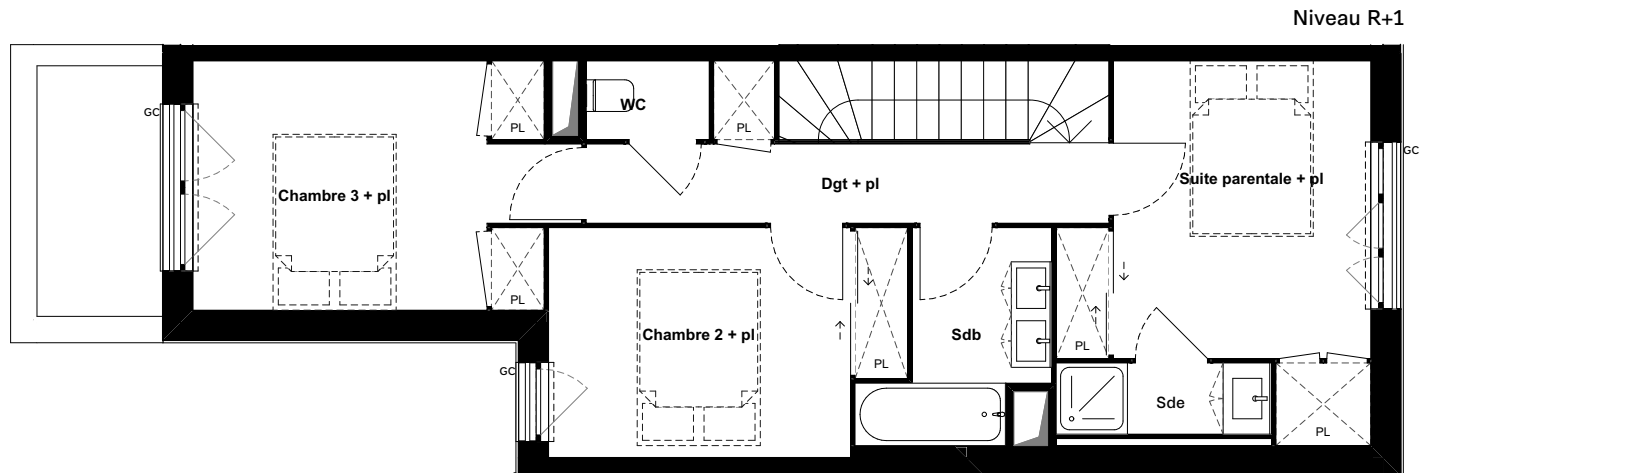 Niveau R+1
GC
WC
PL
PL
GC
Chambre 3 + pl
Dgt + pl
Suite parentale + pl
PL
Chambre 2 + pl
Sdb
PL
PL
GC
Sde
PL